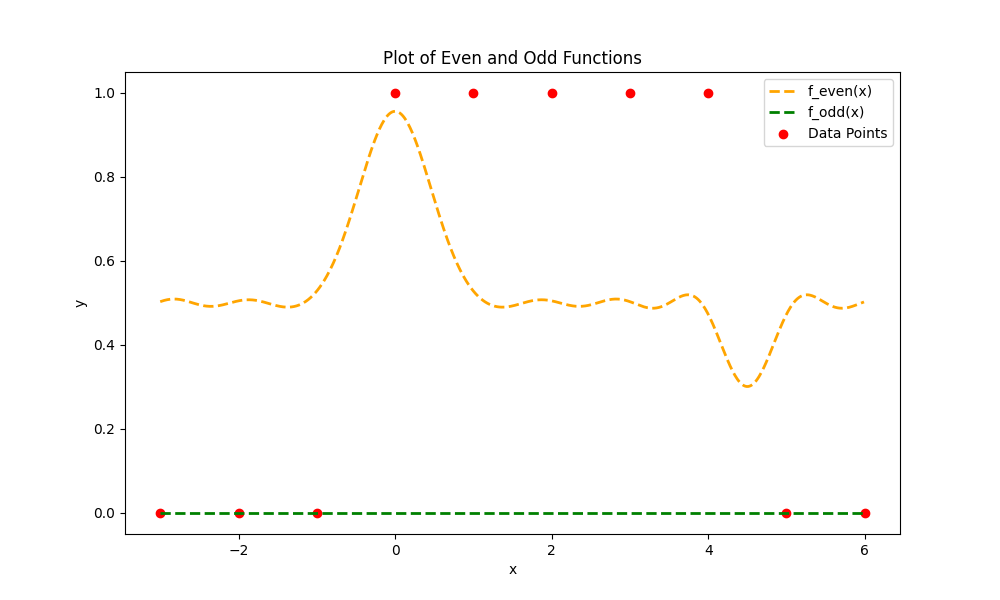 Plot of Even and Odd Functions
f_even(x)
f_odd(x)
Data Points
y
1.0
0.8
0.6
0.4
0.2
0.0
−2
0
2
4
6
x